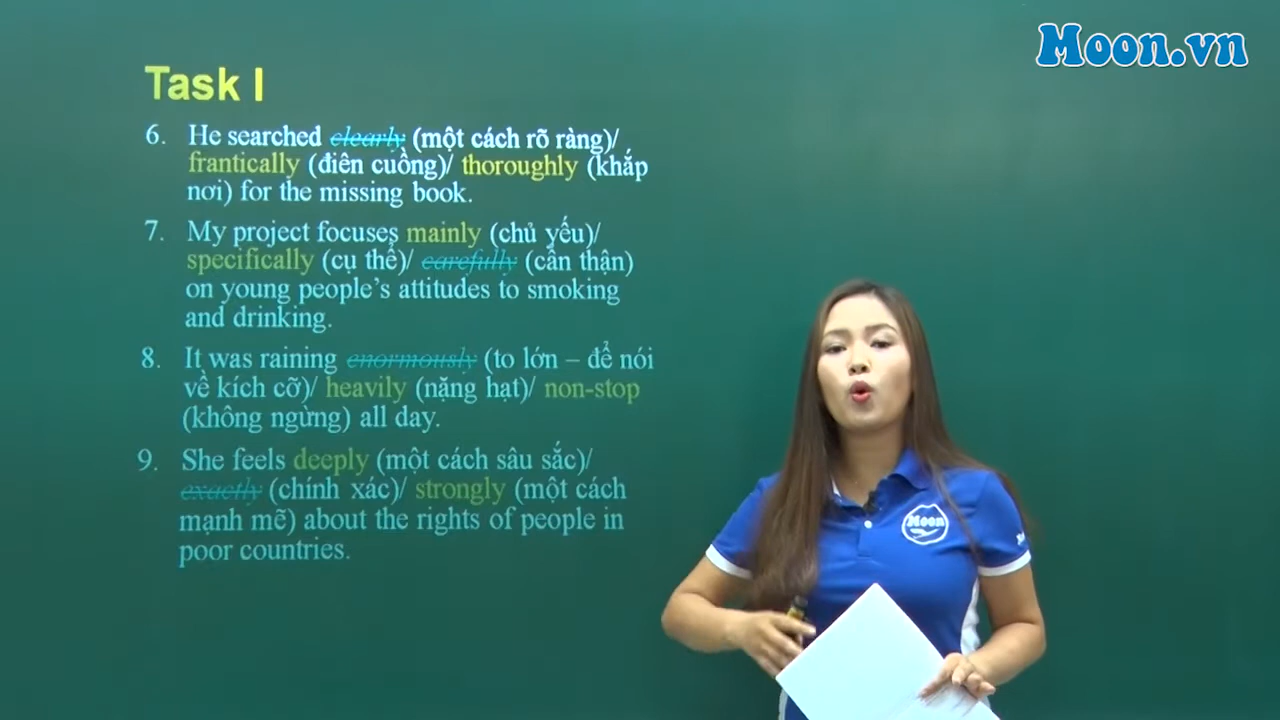 Moon.vn
Task I
6. He searched clearly (một cách rõ ràng)/
frantically (điên cuồng)/ thoroughly (khắp
nơi) for the missing book.
7. My project focuses mainly (chủ yếu)/
specifically (cụ thể)/ carefully (cẩn thận)
on young people's attitudes to smoking
and drinking.
8. It was raining enormously (to lớn – để nói
về kích cỡ)/ heavily (nặng hạt)/ non-stop
(không ngừng) all day.
9. She feels deeply (một cách sâu sắc)/
exactly (chính xác)/ strongly (một cách
mạnh mẽ) about the rights of people in
poor countries.
Moon